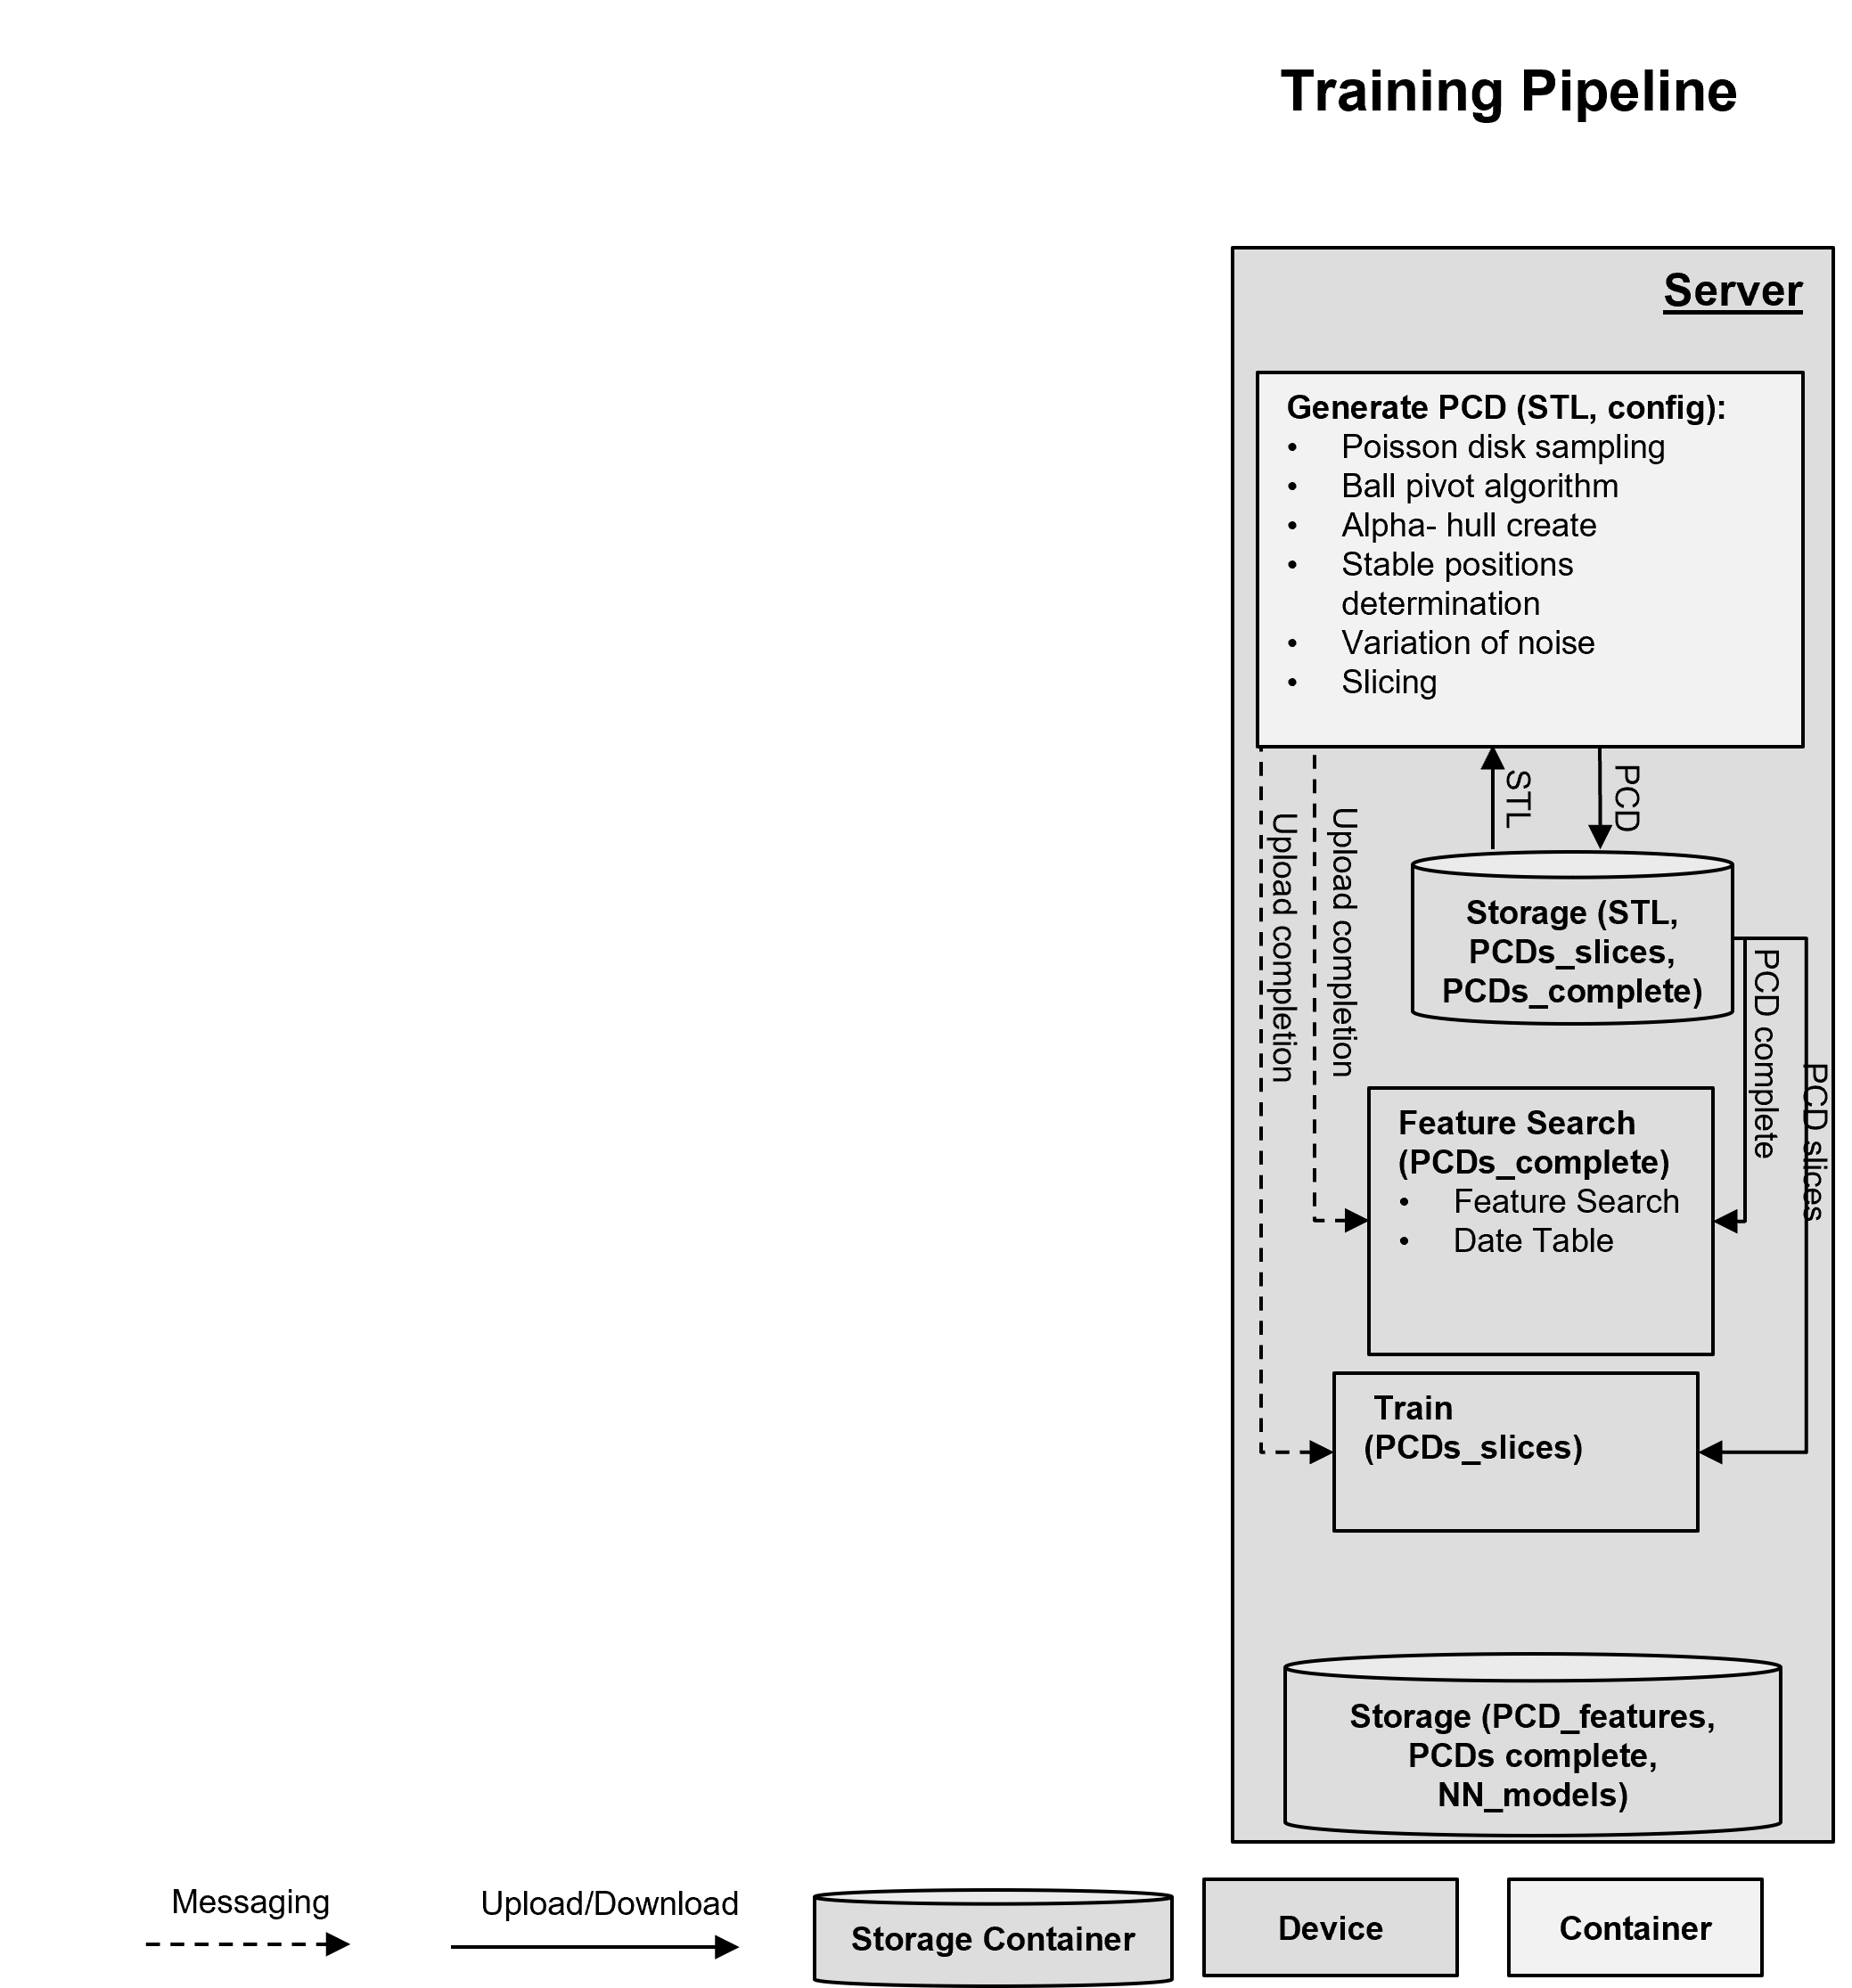 Training Pipeline
Server
Generate PCD (STL, config):
• Poisson disk sampling
• Ball pivot algorithm
• Alpha- hull create
• Stable positions
determination
• Variation of noise
• Slicing
STL
PCD
Upload completion
Upload completion
Storage (STL,
PCDs_slices,
PCDs_complete)
PCD complete
PCD slices
Feature Search
(PCDs_complete)
• Feature Search
• Date Table
Train
(PCDs_slices)
Storage (PCD_features,
PCDs complete,
NN_models)
Messaging
Upload/Download
Storage Container
Device
Container